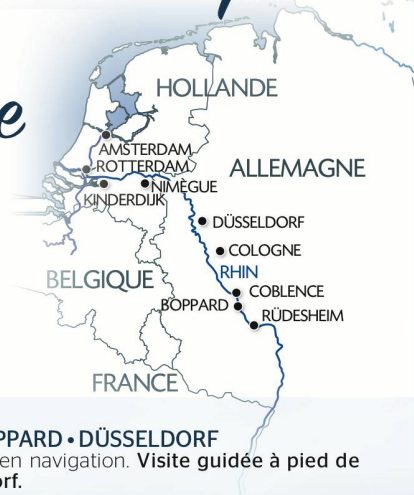 e
HOLLANDE
AMSTERDAM
ROTTERDAM
ALLEMAGNE
NIMÈGUE
KINDERDIJK
DÜSSELDORF
COLOGNE
RHIN
BELGIQUE
COBLENCE
BOPPARD
RÜDESHEIM
FRANCE
PPARD • DÜSSELDORF
en navigation. Visite guidée à pied de
rf.